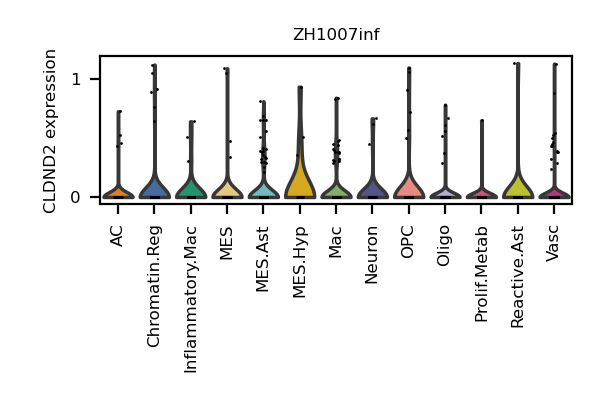 ZH1007inf
CLDND2 expression
1
0
AC
Chromatin.Reg
Inflammatory.Mac
MES
MES.Ast
MES.Hyp
Mac
Neuron
OPC
Oligo
Prolif.Metab
Reactive.Ast
Vasc